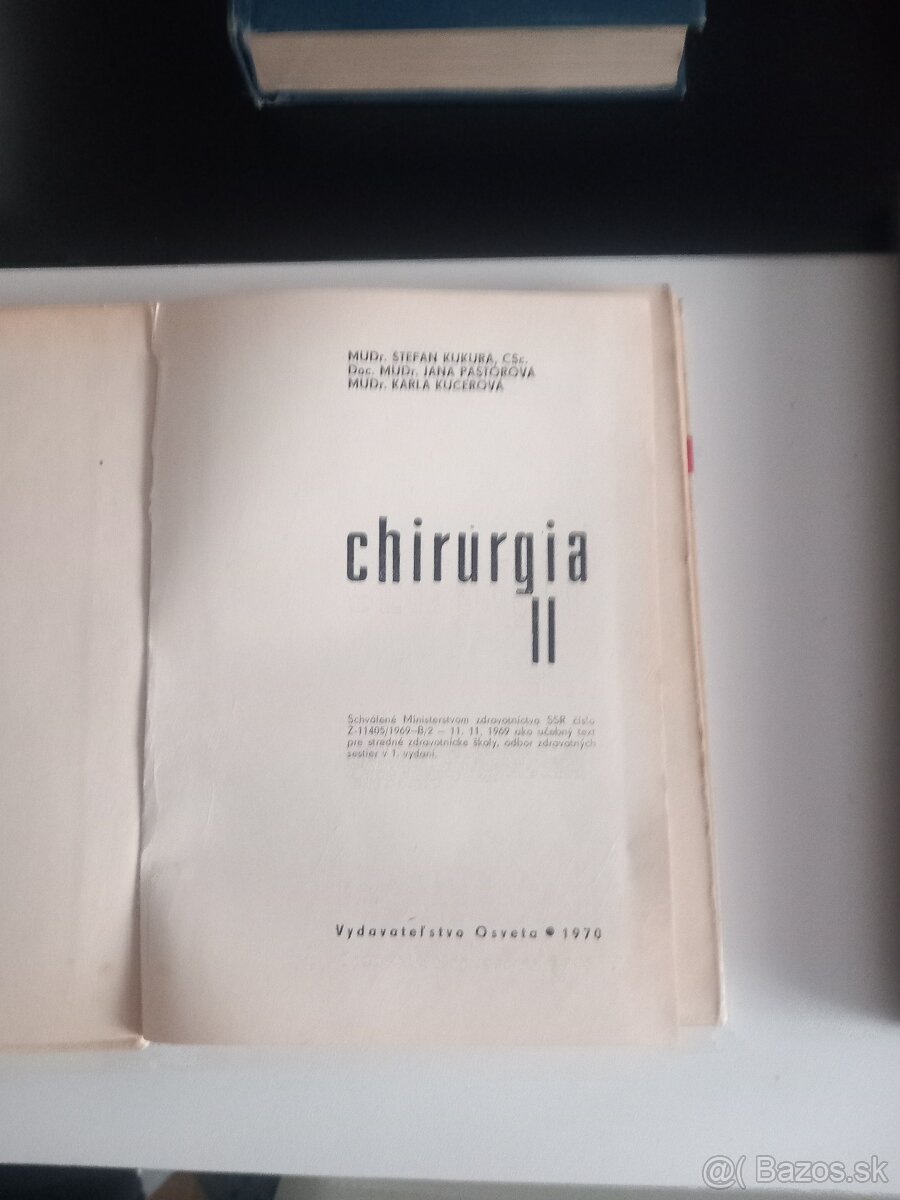 MUDr. ŠTEFAN KUKURA, CSc.
Doc. MUDr. JANA PASTOROVÁ
MUDr. KARLA KUČEROVÁ
chirurgia
II
Schválené Ministerstvom zdravotníctva SSR číslo
Z-11405/1969-B/2 – 11. 11. 1969 ako učebný text
pre stredné zdravotnícke školy, odbor zdravotných
sestier v 1. vydaní.
Vydavateľstvo Osveta • 1970
@( Bazos.sk